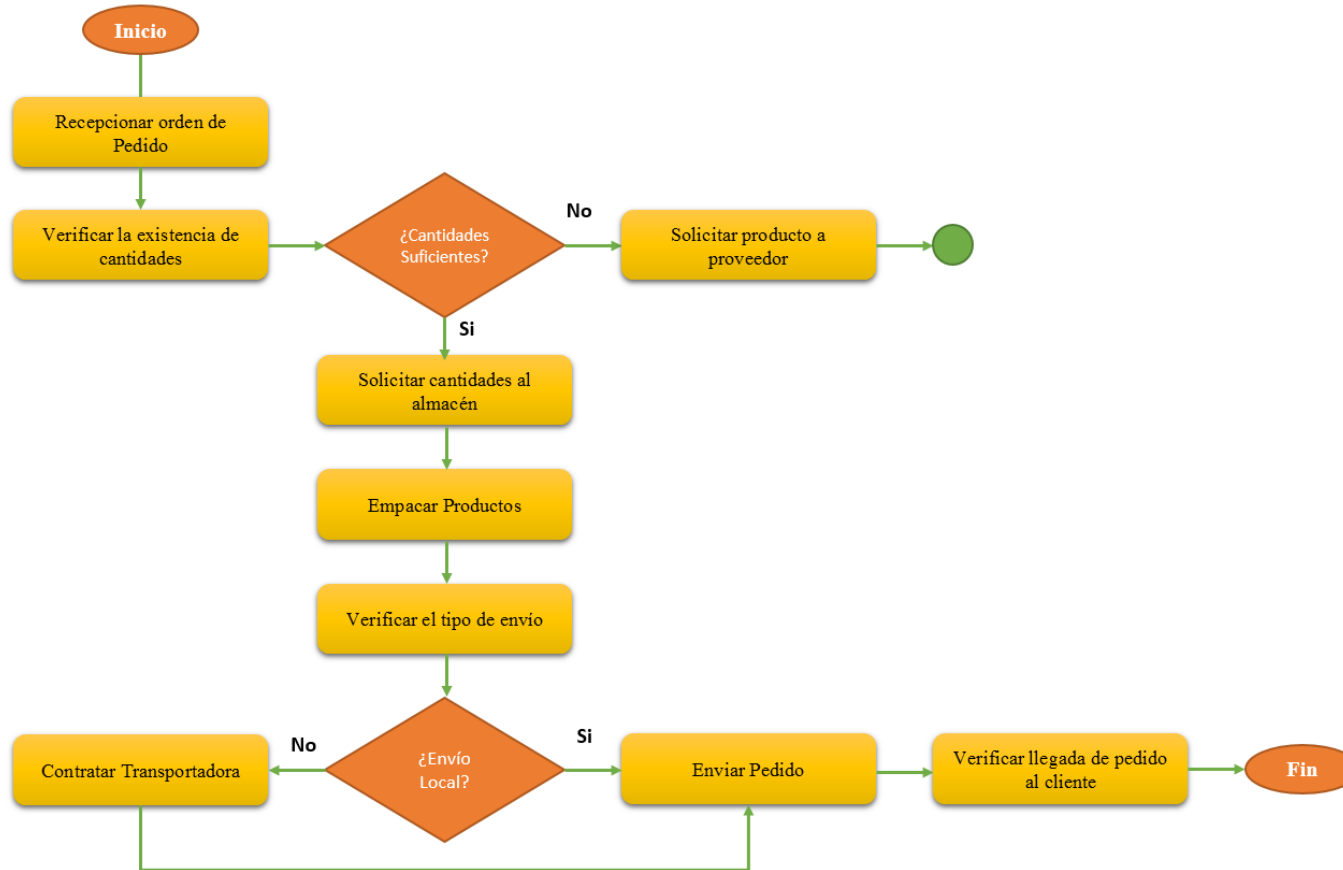 Inicio
Recepcionar orden de
Pedido
Verificar la existencia de
cantidades
¿Cantidades
Suficientes?
No
Solicitar producto a
proveedor
Si
Solicitar cantidades al
almacén
Empacar Productos
Verificar el tipo de envío
¿Envío
Local?
No
Contratar Transportadora
Si
Enviar Pedido
Verificar llegada de pedido
al cliente
Fin